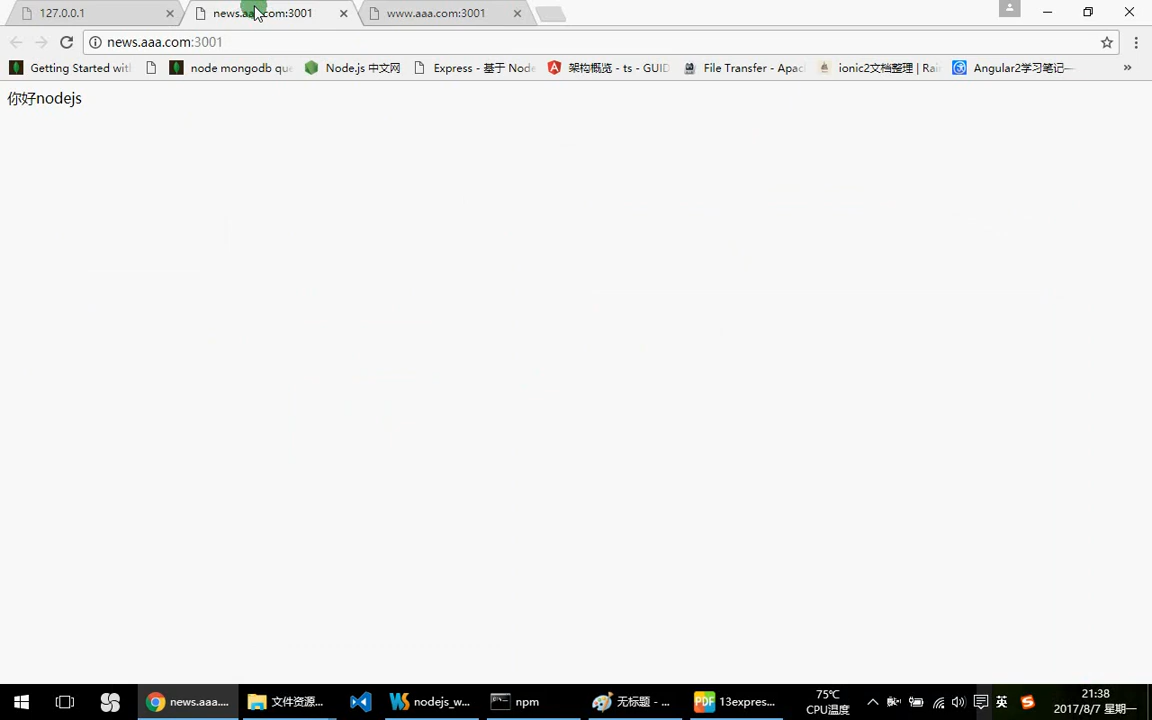 127.0.0.1
news.aaa.com:3001
www.aaa.com:3001
news.aaa.com:3001
Getting Started wit
node mongodb que
Node.js 中文网
Express - 基于 Node
架构概览 - ts - GUID
File Transfer - Apac
ionic2文档整理 | Rai
Angular2学习笔记—
»
你好nodejs
news.aaa....
文件资源...
nodejs_w...
npm
无标题 - ...
13expres...
75℃
CPU温度
英
21:38
2017/8/7 星期一